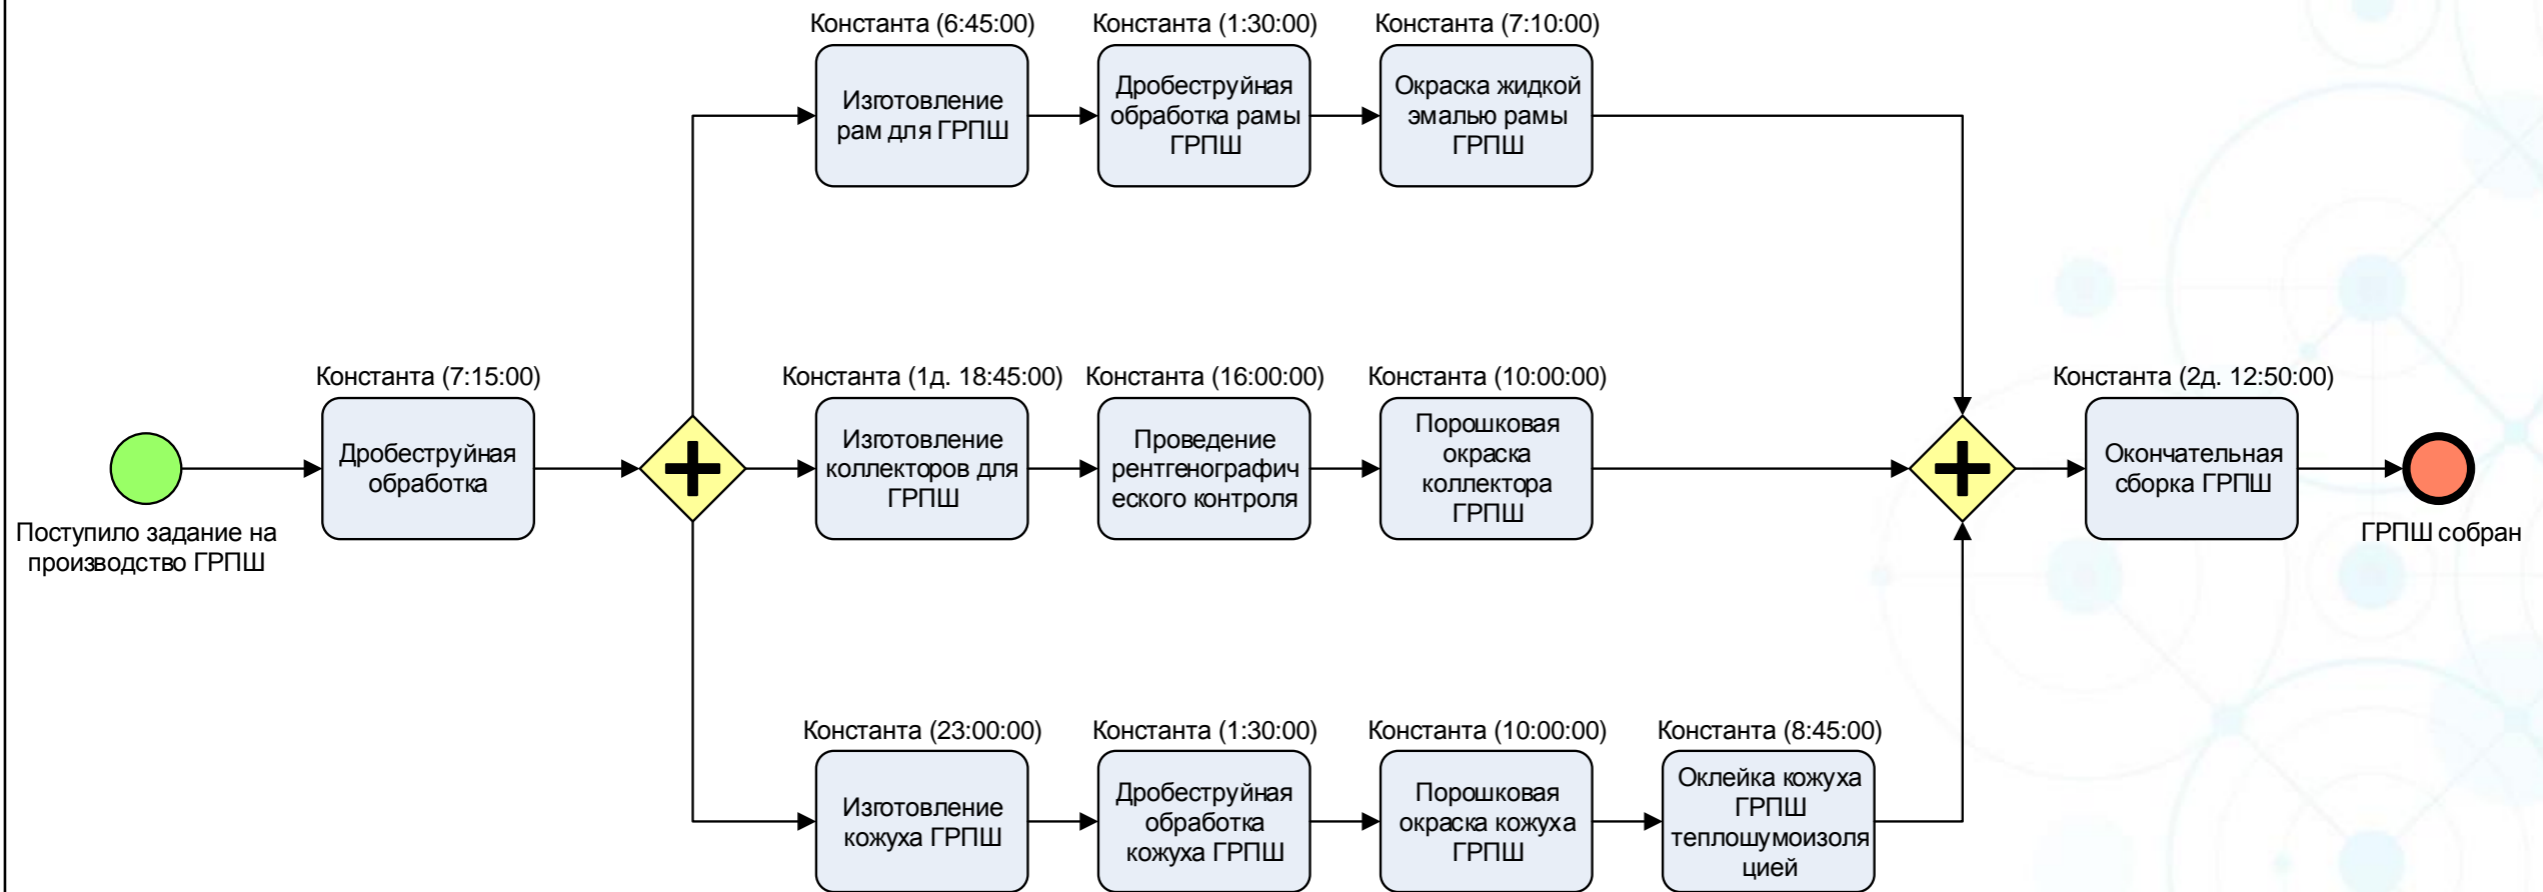 Константа (6:45:00)
Изготовление
рам для ГРПШ
Константа (1:30:00)
Дробеструйная
обработка рамы
ГРПШ
Константа (7:10:00)
Окраска жидкой
эмалью рамы
ГРПШ
Поступило задание на
производство ГРПШ
Константа (7:15:00)
Дробеструйная
обработка
Константа (1д. 18:45:00)
Изготовление
коллекторов для
ГРПШ
Константа (16:00:00)
Проведение
рентгенографич
еского контроля
Константа (10:00:00)
Порошковая
окраска
коллектора
ГРПШ
Константа (2д. 12:50:00)
Окончательная
сборка ГРПШ
ГРПШ собран
Константа (23:00:00)
Изготовление
кожуха ГРПШ
Константа (1:30:00)
Дробеструйная
обработка
кожуха ГРПШ
Константа (10:00:00)
Порошковая
окраска кожуха
ГРПШ
Константа (8:45:00)
Оклейка кожуха
ГРПШ
теплошумоизоля
цией